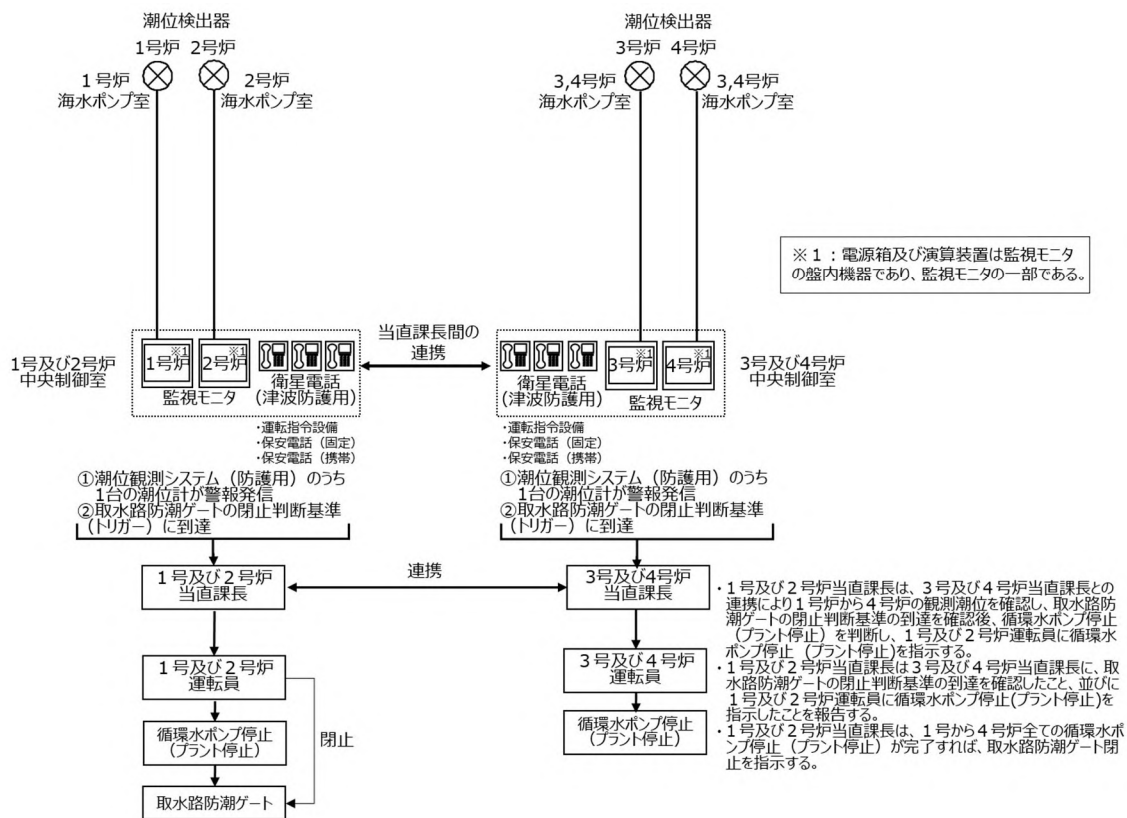 潮位検出器
1号炉 2号炉
1号炉
海水ポンプ室
2号炉
海水ポンプ室
潮位検出器
3号炉 4号炉
3,4号炉
海水ポンプ室
3,4号炉
海水ポンプ室
※1：電源箱及び演算装置は監視モニタ
の盤内機器であり、監視モニタの一部である。
1号及び2号炉
中央制御室
※1
1号炉
※1
2号炉
監視モニタ
衛星電話
(津波防護用)
当直課長間の
連携
衛星電話
(津波防護用)
※1
3号炉
※1
4号炉
監視モニタ
3号及び4号炉
中央制御室
・運転指令設備
・保安電話（固定）
・保安電話（携帯）
・運転指令設備
・保安電話（固定）
・保安電話（携帯）
①潮位観測システム（防護用）のうち
1台の潮位計が警報発信
②取水路防潮ゲートの閉止判断基準
（トリガー）に到達
①潮位観測システム（防護用）のうち
1台の潮位計が警報発信
②取水路防潮ゲートの閉止判断基準
（トリガー）に到達
1号及び2号炉
当直課長
連携
3号及び4号炉
当直課長
1号及び2号炉
運転員
3号及び4号炉
運転員
循環水ポンプ停止
(プラント停止)
閉止
循環水ポンプ停止
(プラント停止)
取水路防潮ゲート
・1号及び2号炉当直課長は、3号及び4号炉当直課長との
連携により1号炉から4号炉の観測潮位を確認し、取水路防
潮ゲートの閉止判断基準の到達を確認後、循環水ポンプ停止
（プラント停止）を判断し、1号及び2号炉運転員に循環水
ポンプ停止（プラント停止)を指示する。
・1号及び2号炉当直課長は3号及び4号炉当直課長に、取
水路防潮ゲートの閉止判断基準の到達を確認したこと、並びに
1号及び2号炉運転員に循環水ポンプ停止(プラント停止)を
指示したことを報告する。
・1号及び2号炉当直課長は、1号から4号炉全ての循環水ポ
ンプ停止（プラント停止）が完了すれば、取水路防潮ゲート閉
止を指示する。